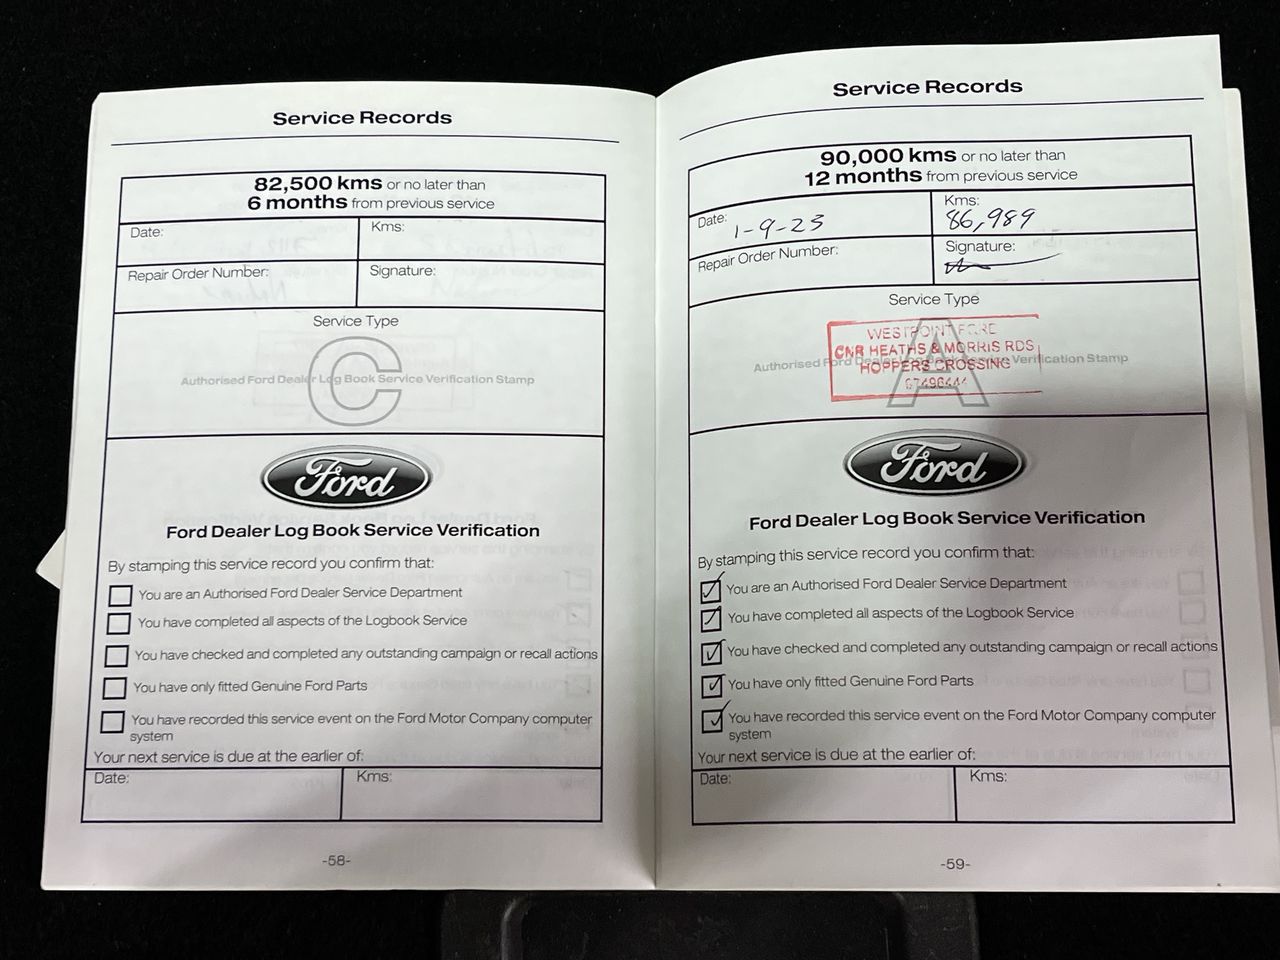 Service Records
82,500 kms or no later than
6 months from previous service
Date:
Kms:
Repair Order Number:
Signature:
Service Type
C
Authorised Ford Dealer Log Book Service Verification Stamp
Ford
Ford Dealer Log Book Service Verification
By stamping this service record you confirm that:
You are an Authorised Ford Dealer Service Department
You have completed all aspects of the Logbook Service
You have checked and completed any outstanding campaign or recall actions
You have only fitted Genuine Ford Parts
You have recorded this service event on the Ford Motor Company computer
system
Your next service is due at the earlier of:
Date:
Kms:
-58-
Service Records
90,000 kms or no later than
12 months from previous service
Date: 1-9-23
Kms: 86,989
Repair Order Number:
Signature:
Service Type
A
Authorised Ford Dealer Log Book Service Verification Stamp
WESTPOINT FORD
CNR HEATHS & MORRIS RDS
HOPPERS CROSSING
Ford
Ford Dealer Log Book Service Verification
By stamping this service record you confirm that:
You are an Authorised Ford Dealer Service Department
You have completed all aspects of the Logbook Service
You have checked and completed any outstanding campaign or recall actions
You have only fitted Genuine Ford Parts
You have recorded this service event on the Ford Motor Company computer
system
Your next service is due at the earlier of:
Date:
Kms:
-59-